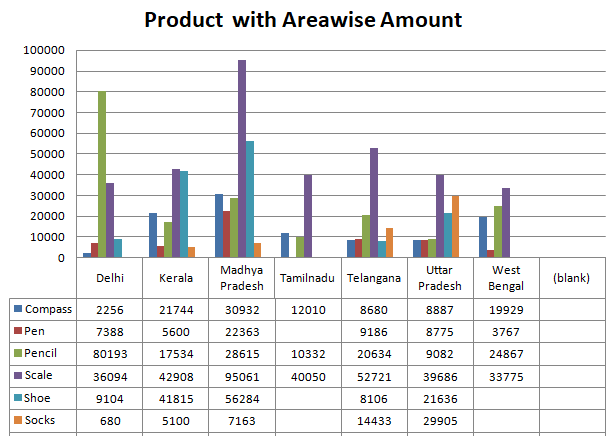 Product with Areawise Amount
100000
90000
80000
70000
60000
50000
40000
30000
20000
10000
0
Delhi Kerala Madhya Pradesh Tamilnadu Telangana Uttar Pradesh West Bengal (blank)
Compass 2256 21744 30932 12010 8680 8887 19929
Pen 7388 5600 22363 9186 8775 3767
Pencil 80193 17534 28615 10332 20634 9082 24867
Scale 36094 42908 95061 40050 52721 39686 33775
Shoe 9104 41815 56284 8106 21636
Socks 680 5100 7163 14433 29905